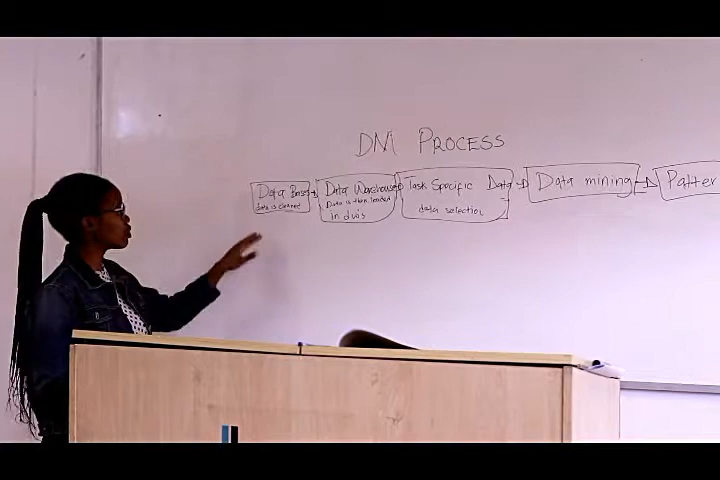 DM PROCESS
Data Base
data is cleaned
Data Warehouse
Data is then loaded
in dw's
Task Specific Data
data selection
Data mining
Patter